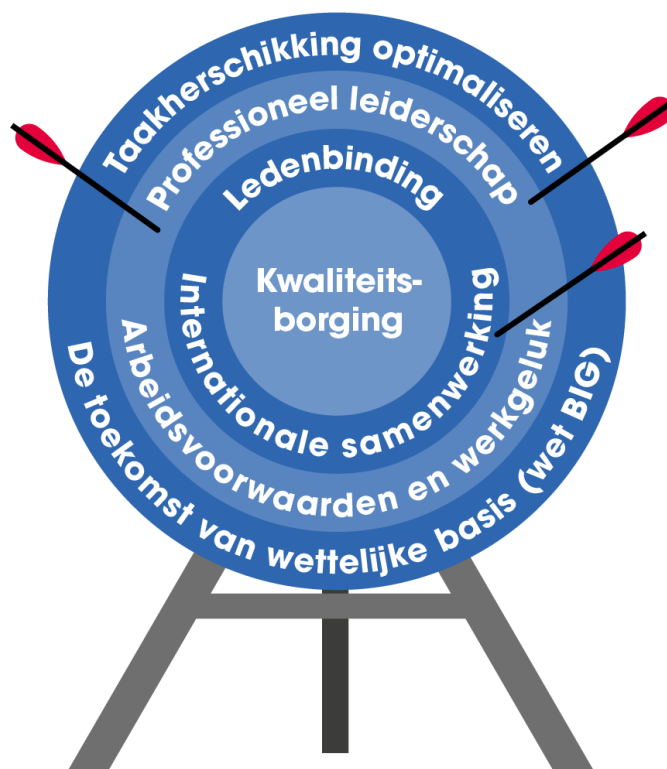 Taakherschikking optimaliseren
Professioneel leiderschap
Ledenbinding
Kwaliteits-
borging
Internationale samenwerking
Arbeidsvoorwaarden en werkgeluk
De toekomst van wettelijke basis (wet BIG)